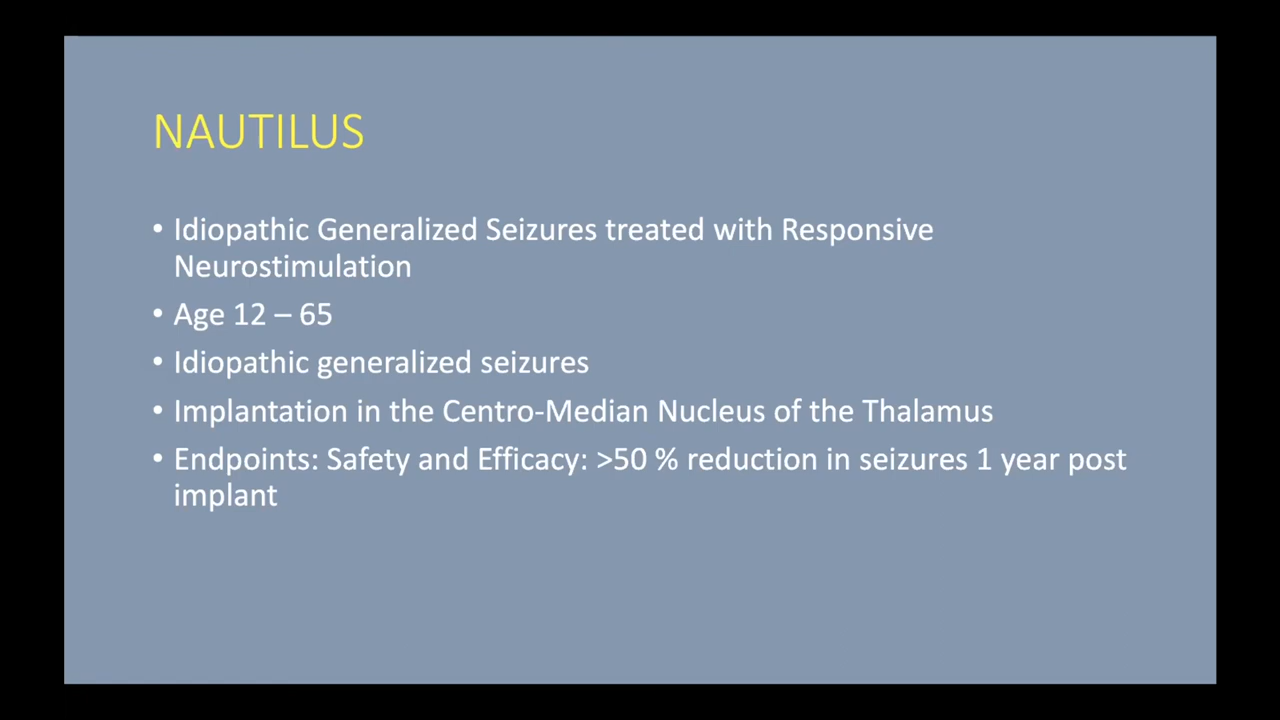 NAUTILUS
• Idiopathic Generalized Seizures treated with Responsive
Neurostimulation
• Age 12 – 65
• Idiopathic generalized seizures
• Implantation in the Centro-Median Nucleus of the Thalamus
• Endpoints: Safety and Efficacy: >50 % reduction in seizures 1 year post
implant